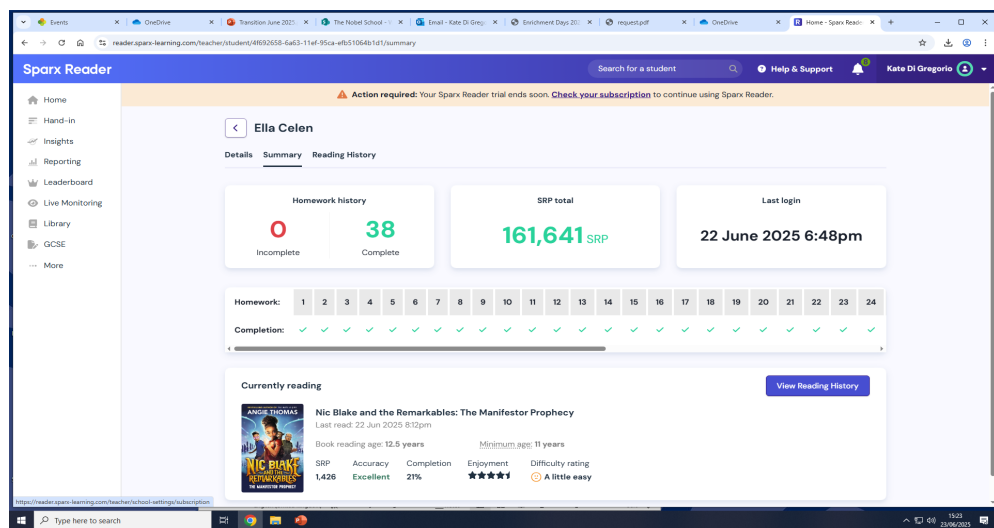 Events
OneDrive
Transition June 2025
The Nobel School -
Email - Kate Di Greg
Enrichment Days 202
request.pdf
OneDrive
Home - Sparx Reade
reader.sparx-learning.com/teacher/student/4f692658-6a63-11ef-95ca-efb51064b1d1/summary
Sparx Reader
Search for a student
Help & Support
Kate Di Gregorio
Action required: Your Sparx Reader trial ends soon. Check your subscription to continue using Sparx Reader.
Home
Hand-in
Insights
Reporting
Leaderboard
Live Monitoring
Library
GCSE
More
Ella Celen
Details Summary Reading History
Homework history
0 38
Incomplete Complete
SRP total
161,641 SRP
Last login
22 June 2025 6:48pm
Homework: 1 2 3 4 5 6 7 8 9 10 11 12 13 14 15 16 17 18 19 20 21 22 23 24
Completion:
Currently reading
View Reading History
ANGIE THOMAS
NIC BLAKE
AND THE
REMARKABLES
THE MANIFESTOR PROPHECY
Nic Blake and the Remarkables: The Manifestor Prophecy
Last read: 22 Jun 2025 8:12pm
Book reading age: 12.5 years Minimum age: 11 years
SRP Accuracy Completion Enjoyment Difficulty rating
1,426 Excellent 21% A little easy
https://reader.sparx-learning.com/teacher/school-settings/subscription
Type here to search
15:23
23/06/2025